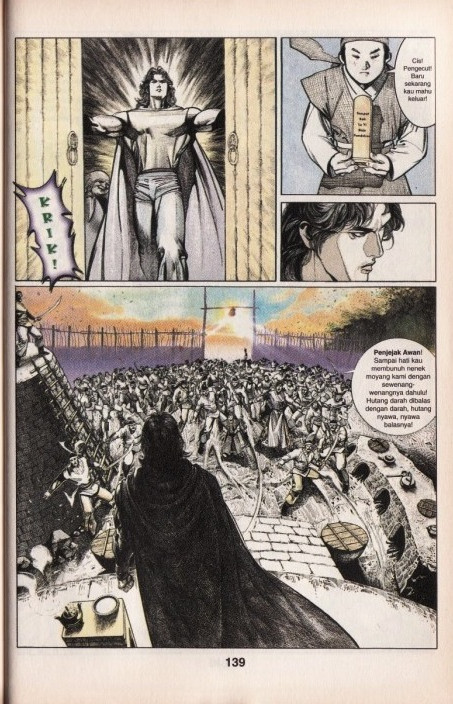 Cis!
Pengecut!
Baru
sekarang
kau mahu
keluar!
KRIK!
Penjejak Awan!
Sampai hati kau
membunuh nenek
moyang kami dengan
sewenang-
wenangnya dahulu!
Hutang darah dibalas
dengan darah, hutang
nyawa, nyawa
balasnya!
139